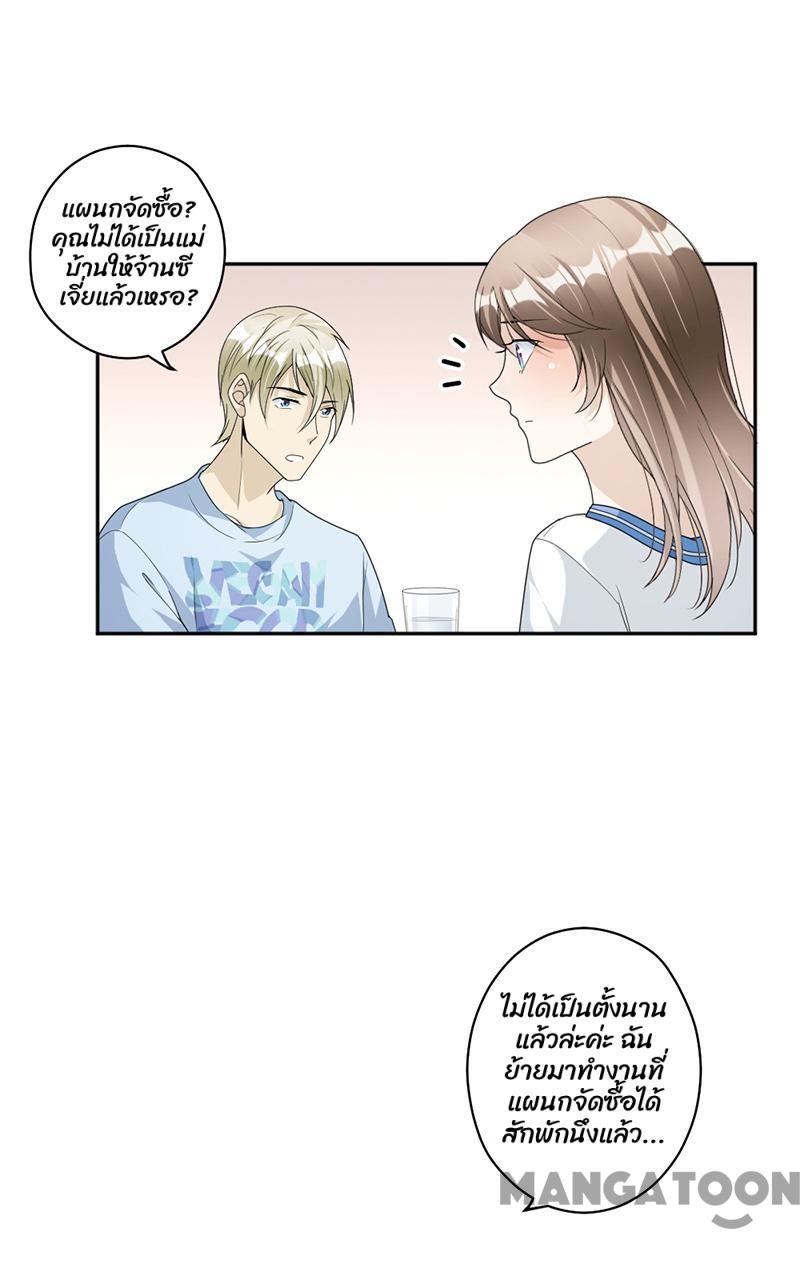 แผนกจัดซื้อ?
คุณไม่ได้เป็นแม่
บ้านให้จ้านซี
เจี่ยแล้วเหรอ?
ไม่ได้เป็นตั้งนาน
แล้วล่ะค่ะ ฉัน
ย้ายมาทำงานที่
แผนกจัดซื้อได้
สักพักนึงแล้ว...
MANGATOON